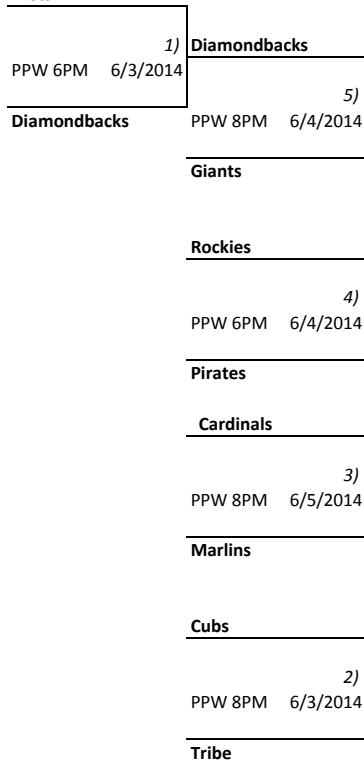 1) Diamondbacks
PPW 6PM 6/3/2014
5)
Diamondbacks PPW 8PM 6/4/2014
Giants
Rockies
4)
PPW 6PM 6/4/2014
Pirates
Cardinals
3)
PPW 8PM 6/5/2014
Marlins
Cubs
2)
PPW 8PM 6/3/2014
Tribe